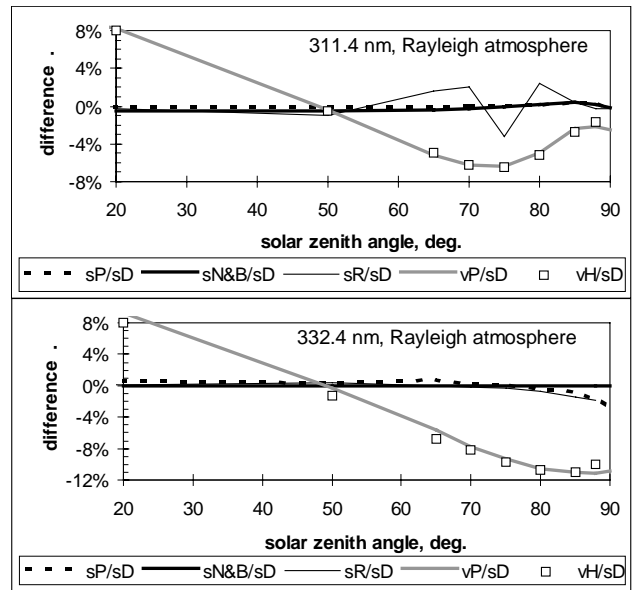 8%
311.4 nm, Rayleigh atmosphere
4%
0%
-4%
-8%
difference .
20 30 40 50 60 70 80 90
solar zenith angle, deg.
sP/sD sN&B/sD sR/sD vP/sD vH/sD
8%
332.4 nm, Rayleigh atmosphere
4%
0%
-4%
-8%
-12%
difference .
20 30 40 50 60 70 80 90
solar zenith angle, deg.
sP/sD sN&B/sD sR/sD vP/sD vH/sD